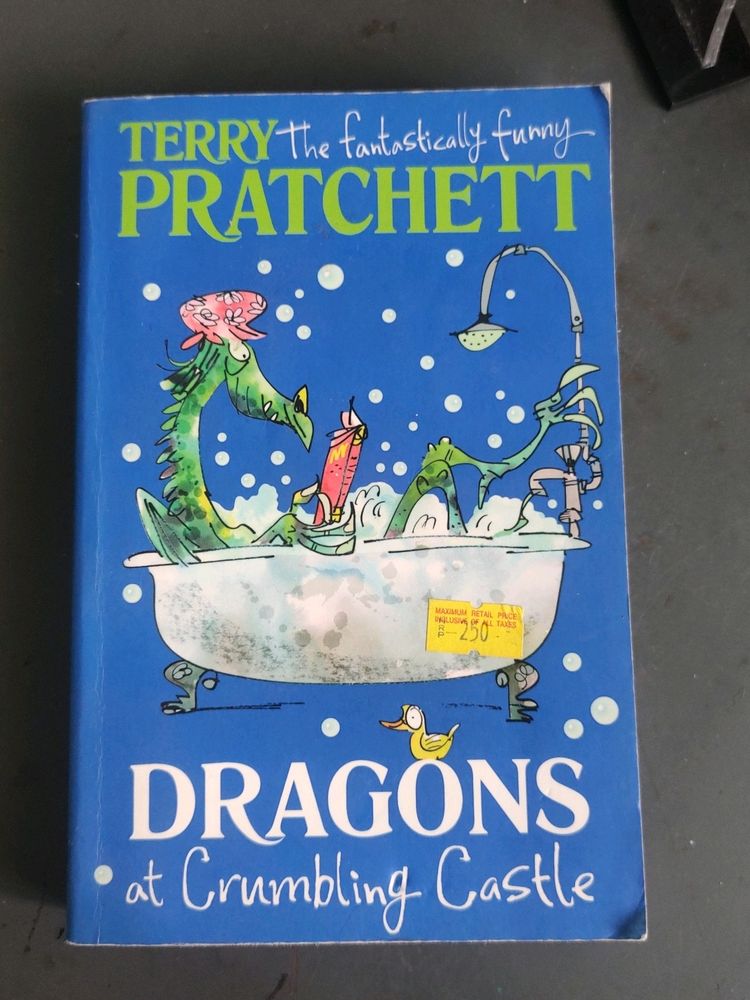 TERRY The fantastically funny
PRATCHETT
M
MAXIMUM RETAIL PRICE
INCLUSIVE OF ALL TAXES
250
DRAGONS
at Crumbling Castle